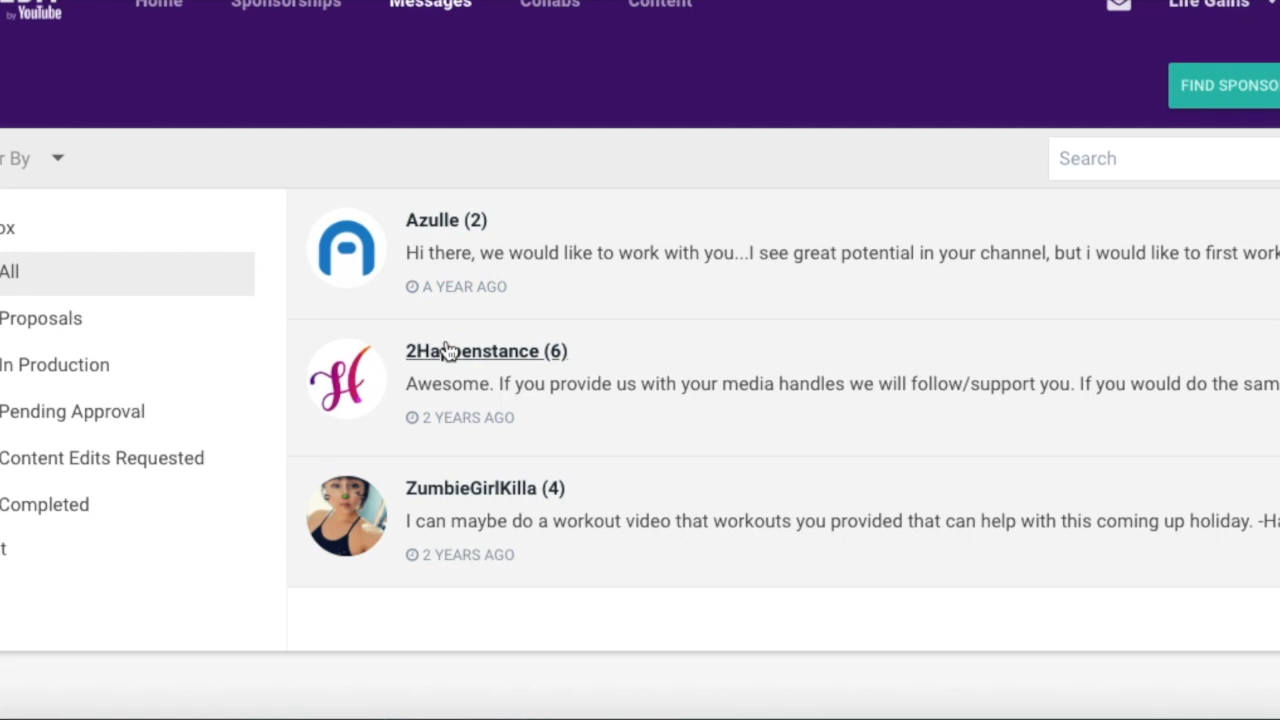 by YouTube
Home Sponsorships Messages Collabs Content Life Gains
FIND SPONSO
r By
Search
ox
All
Proposals
In Production
Pending Approval
Content Edits Requested
Completed
t
Azulle (2)
Hi there, we would like to work with you...I see great potential in your channel, but i would like to first work
A YEAR AGO
2Happenstance (6)
Awesome. If you provide us with your media handles we will follow/support you. If you would do the sam
2 YEARS AGO
ZumbieGirlKilla (4)
I can maybe do a workout video that workouts you provided that can help with this coming up holiday. -Ha
2 YEARS AGO